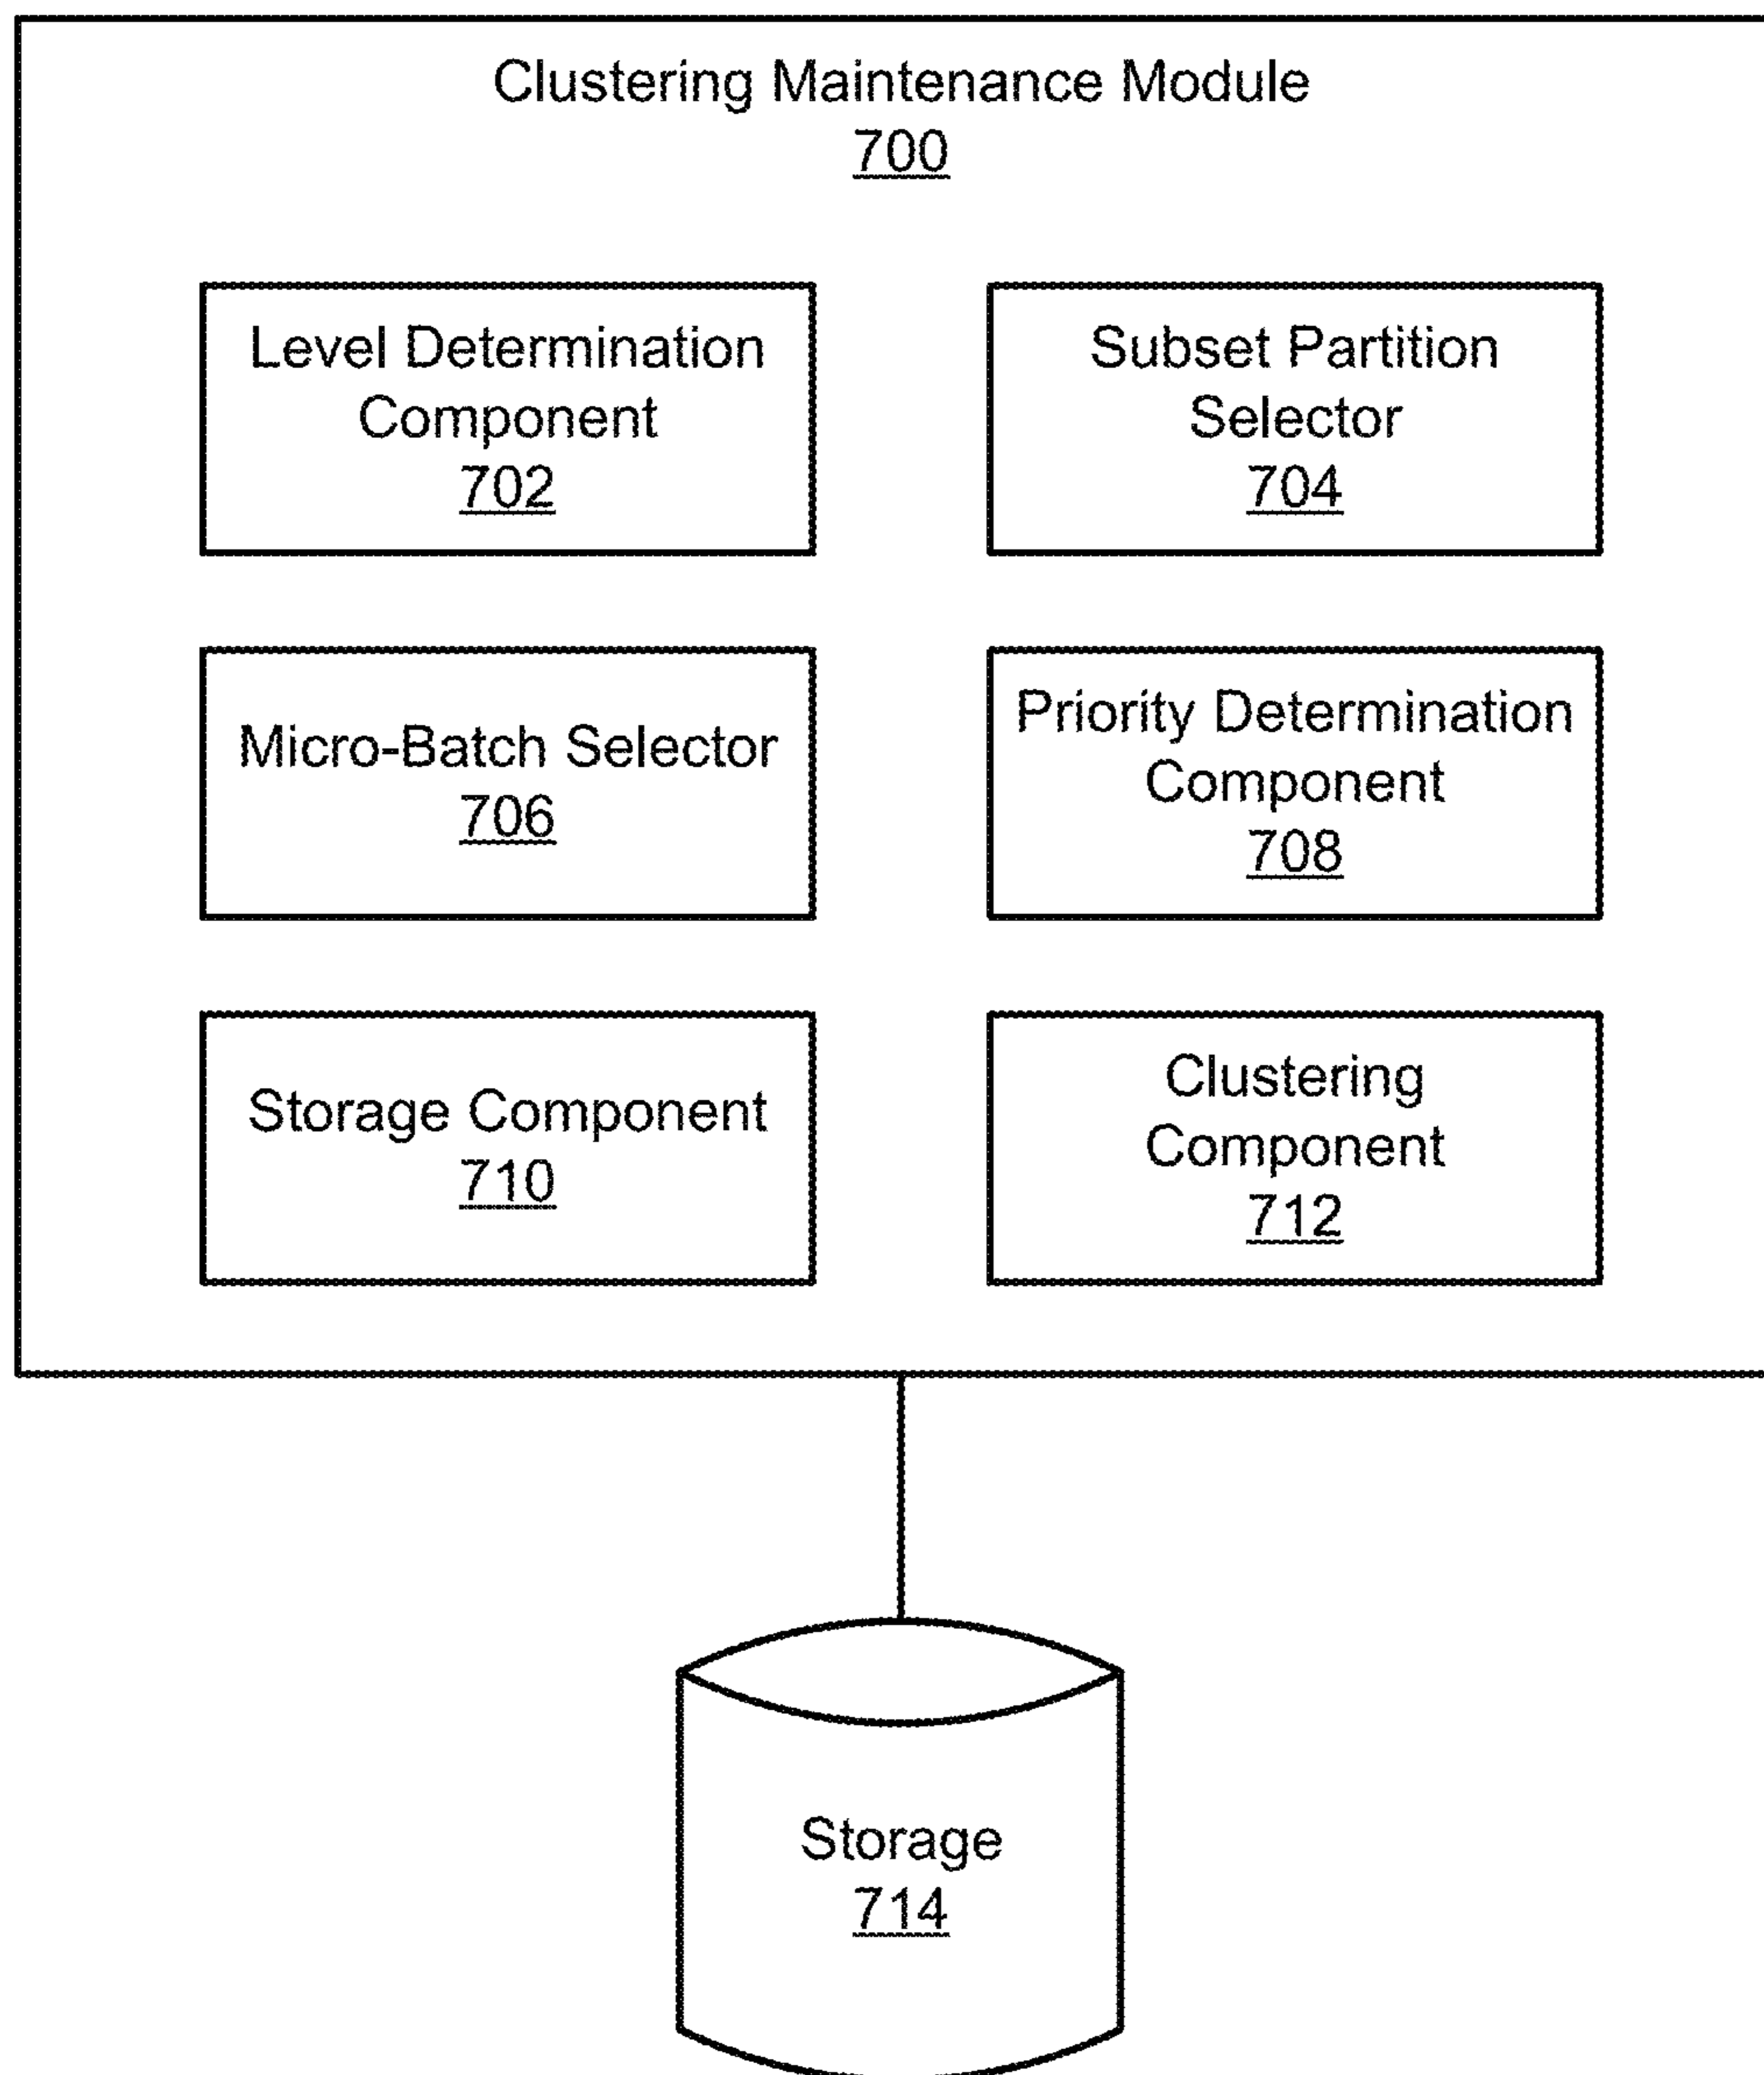 Clustering Maintenance Module
700
Level Determination
Component
702
Subset Partition
Selector
704
Micro-Batch Selector
706
Priority Determination
Component
708
Storage Component
710
Clustering
Component
712
Storage
714